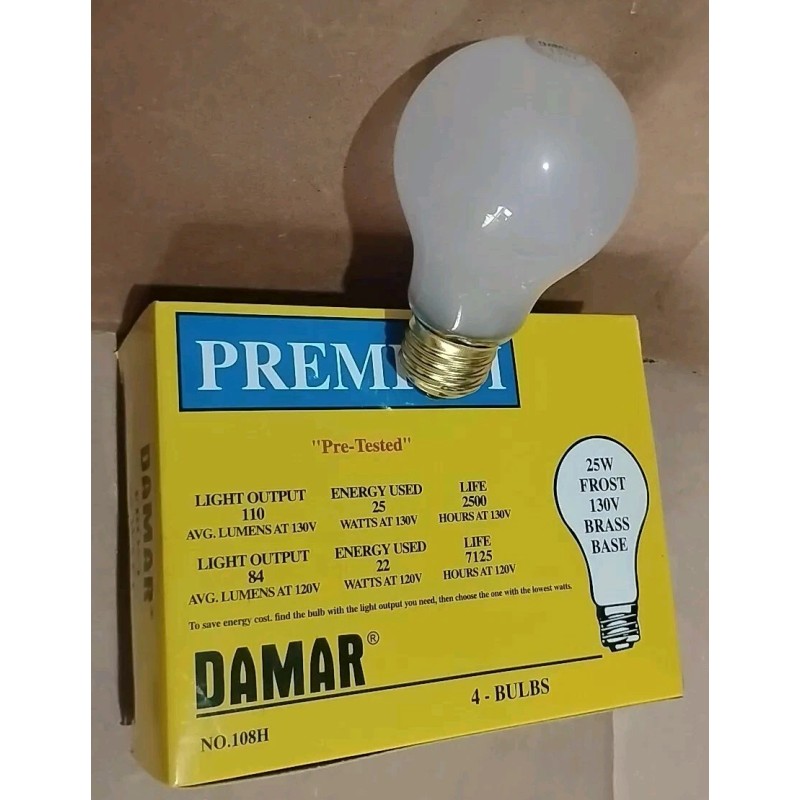 PREMIUM
"Pre-Tested"
LIGHT OUTPUT ENERGY USED LIFE
110 25 2500
AVG. LUMENS AT 130V WATTS AT 130V HOURS AT 130V
LIGHT OUTPUT ENERGY USED LIFE
84 22 7125
AVG. LUMENS AT 120V WATTS AT 120V HOURS AT 120V
To save energy cost. find the bulb with the light output you need, then choose the one with the lowest watts.
25W
FROST
130V
BRASS
BASE
DAMAR®
4 - BULBS
NO.108H
DAMAR